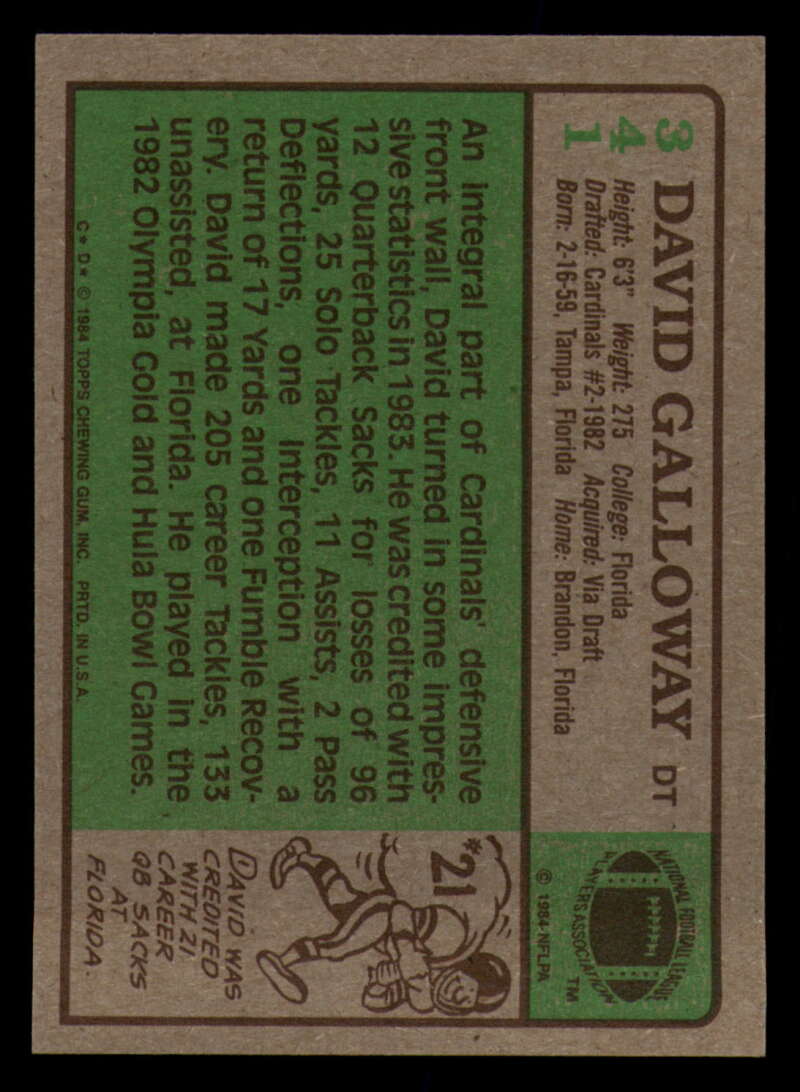 341
DAVID GALLOWAY DT
Height: 6'3" Weight: 275 College: Florida
Drafted: Cardinals #2-1982 Acquired: Via Draft
Born: 2-16-59, Tampa, Florida Home: Brandon, Florida
NATIONAL FOOTBALL LEAGUE
PLAYERS ASSOCIATION
TM
© 1984 NFLPA
An integral part of Cardinals' defensive
front wall, David turned in some impres-
sive statistics in 1983. He was credited with
12 Quarterback Sacks for losses of 96
yards, 25 Solo Tackles, 11 Assists, 2 Pass
Deflections, one Interception with a
return of 17 Yards and one Fumble Recov-
ery. David made 205 career Tackles, 133
unassisted, at Florida. He played in the
1982 Olympia Gold and Hula Bowl Games.
C* D* © 1984 TOPPS CHEWING GUM, INC. PRTD. IN U.S.A.
#21
DAVID WAS
CREDITED
WITH 21
CAREER
QB SACKS
AT
FLORIDA.